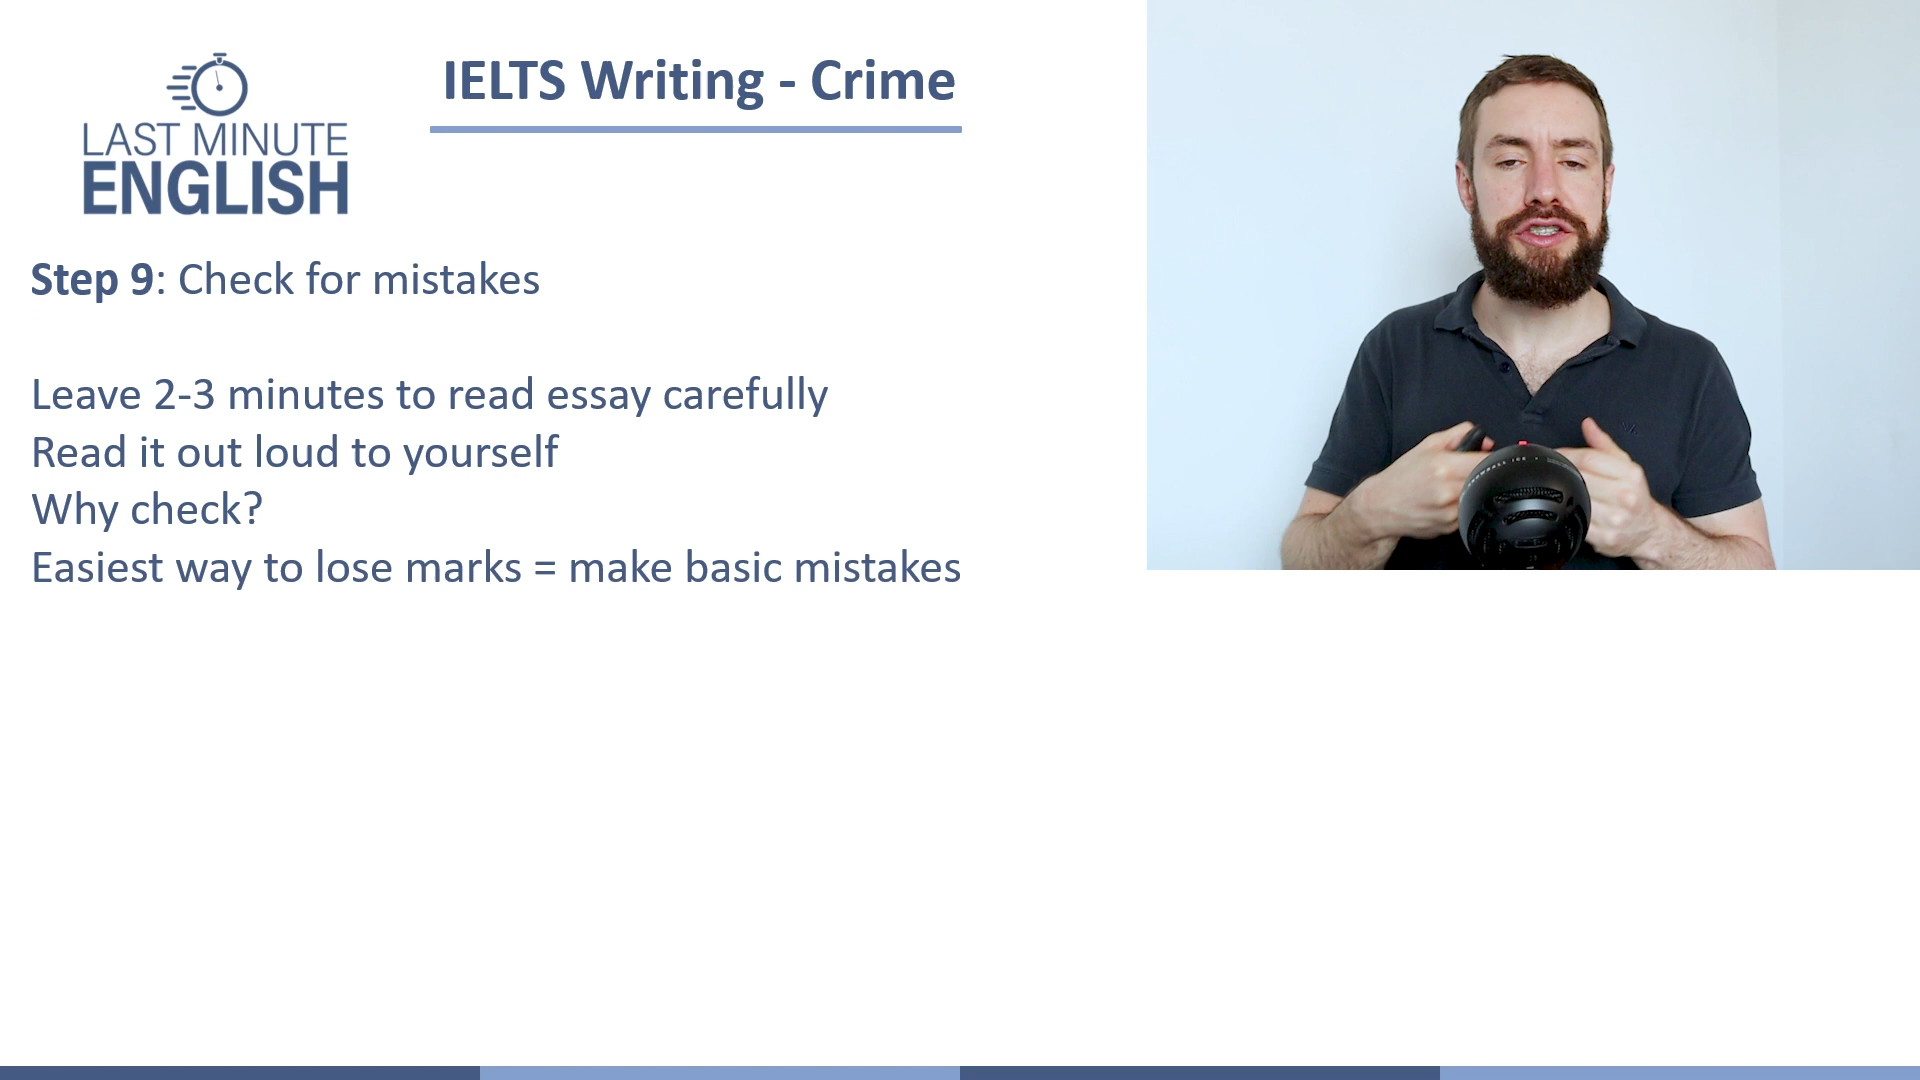 LAST MINUTE
ENGLISH
IELTS Writing - Crime
Step 9: Check for mistakes
Leave 2-3 minutes to read essay carefully
Read it out loud to yourself
Why check?
Easiest way to lose marks = make basic mistakes